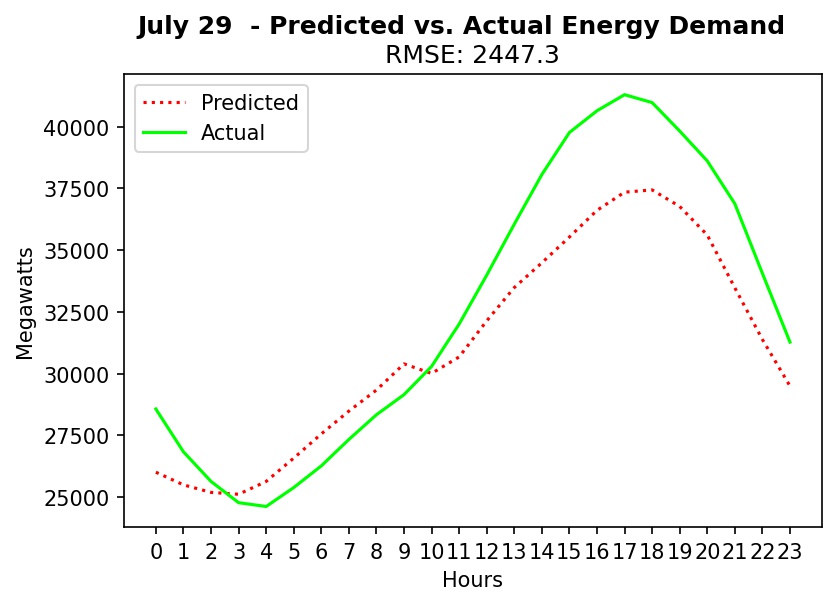 July 29  - Predicted vs. Actual Energy Demand
RMSE: 2447.3
Predicted
Actual
40000
37500
35000
32500
30000
27500
25000
Megawatts
0 1 2 3 4 5 6 7 8 9 10 11 12 13 14 15 16 17 18 19 20 21 22 23
Hours